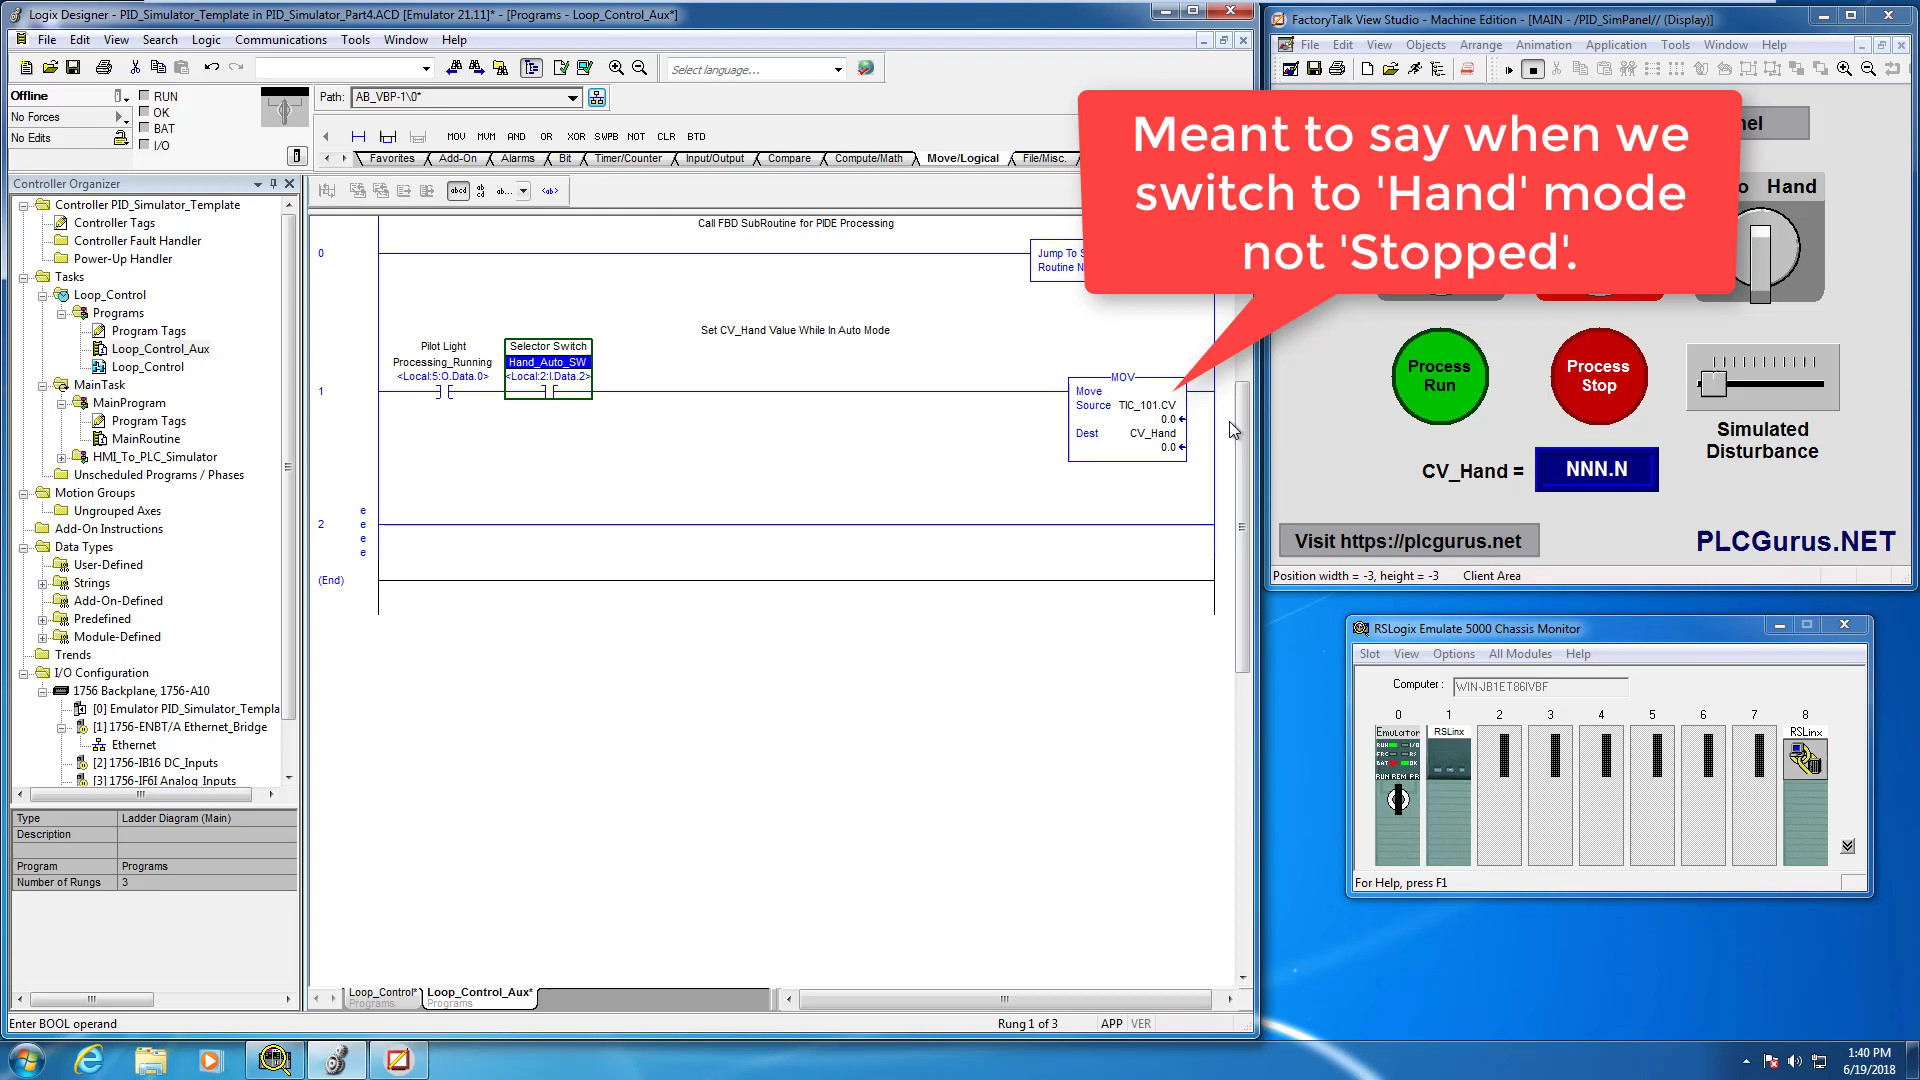 Logix Designer - PID_Simulator_Template in PID_Simulator_Part4.ACD [Emulator 21.11]* - [Programs - Loop_Control_Aux*]
File Edit View Search Logic Communications Tools Window Help
Select language...
Offline
RUN
No Forces
OK
No Edits
BAT
I/O
Path: AB_VBP-1\0*
MOV MVM AND OR XOR SWPB NOT CLR BTD
Favorites Add-On Alarms Bit Timer/Counter Input/Output Compare Compute/Math Move/Logical File/Misc.
Controller Organizer
Controller PID_Simulator_Template
Controller Tags
Controller Fault Handler
Power-Up Handler
Tasks
Loop_Control
Programs
Program Tags
Loop_Control_Aux
Loop_Control
MainTask
MainProgram
Program Tags
MainRoutine
HMI_To_PLC_Simulator
Unscheduled Programs / Phases
Motion Groups
Ungrouped Axes
Add-On Instructions
Data Types
User-Defined
Strings
Add-On-Defined
Predefined
Module-Defined
Trends
I/O Configuration
1756 Backplane, 1756-A10
[0] Emulator PID_Simulator_Templa
[1] 1756-ENBT/A Ethernet_Bridge
Ethernet
[2] 1756-IB16 DC_Inputs
[3] 1756-IF6I Analog_Inputs
Type Ladder Diagram (Main)
Description
Program Programs
Number of Rungs 3
Call FBD SubRoutine for PIDE Processing
0
Jump To S
Routine N
Set CV_Hand Value While In Auto Mode
Pilot Light
Processing_Running
<Local:5:O.Data.0>
Selector Switch
Hand_Auto_SW
<Local:2:I.Data.2>
1
MOV
Move
Source TIC_101.CV
0.0
Dest CV_Hand
0.0
2
e
e
e
e
(End)
Loop_Control*
Programs
Loop_Control_Aux*
Programs
Enter BOOL operand
Rung 1 of 3 APP VER
Meant to say when we
switch to 'Hand' mode
not 'Stopped'.
FactoryTalk View Studio - Machine Edition - [MAIN - /PID_SimPanel// (Display)]
File Edit View Objects Arrange Animation Application Tools Window Help
nel
o Hand
Process
Run
Process
Stop
Simulated
Disturbance
CV_Hand = NNN.N
Visit https://plcgurus.net
PLCGurus.NET
Position width = -3, height = -3 Client Area
RSLogix Emulate 5000 Chassis Monitor
Slot View Options All Modules Help
Computer : WIN-JB1ET86IVBF
0 1 2 3 4 5 6 7 8
Emulator RSLinx RSLinx
RUN I/O
FRC RS
BAT OK
RUN REM PR
For Help, press F1
1:40 PM
6/19/2018